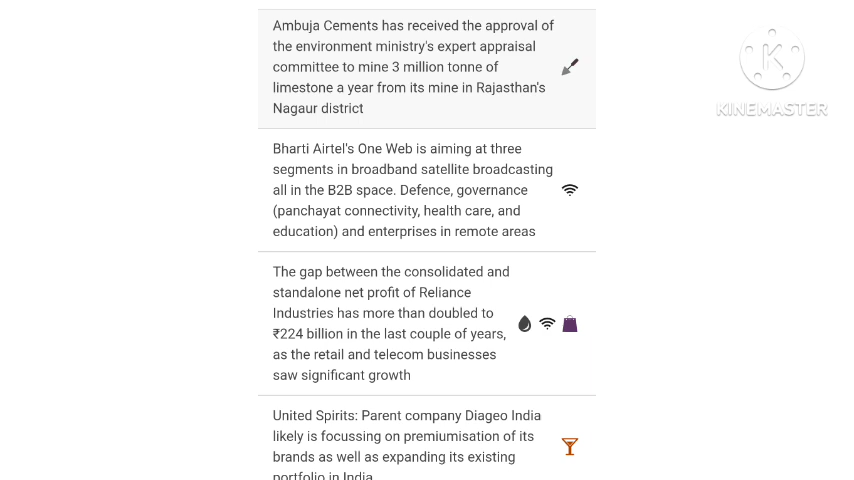 Ambuja Cements has received the approval of
the environment ministry's expert appraisal
committee to mine 3 million tonne of
limestone a year from its mine in Rajasthan's
Nagaur district
Bharti Airtel's One Web is aiming at three
segments in broadband satellite broadcasting
all in the B2B space. Defence, governance
(panchayat connectivity, health care, and
education) and enterprises in remote areas
The gap between the consolidated and
standalone net profit of Reliance
Industries has more than doubled to
₹224 billion in the last couple of years,
as the retail and telecom businesses
saw significant growth
United Spirits: Parent company Diageo India
likely is focussing on premiumisation of its
brands as well as expanding its existing
portfolio in India
K
KINEMASTER